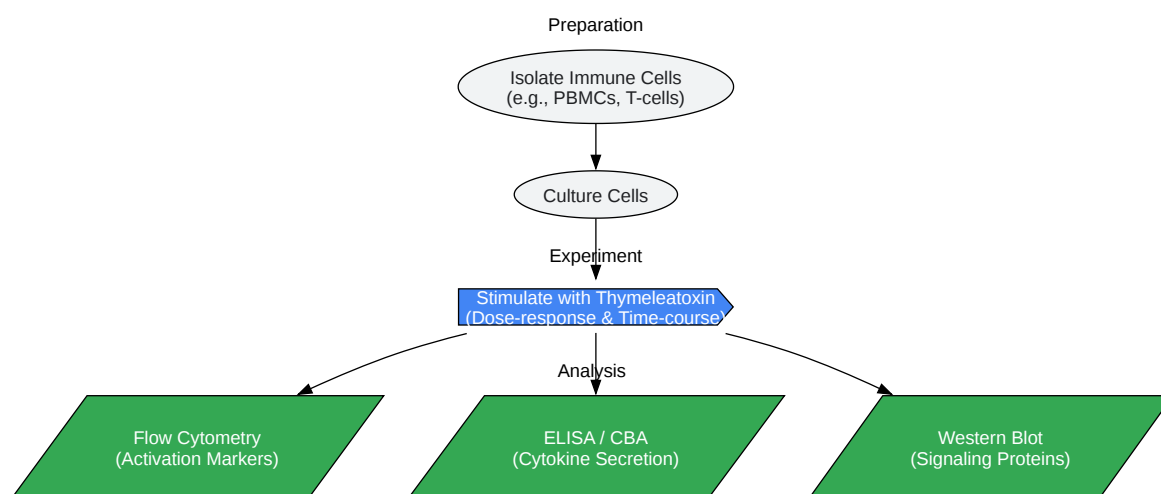 Preparation
Isolate Immune Cells
(e.g., PBMCs, T-cells)
Culture Cells
Experiment
Stimulate with Thymeleatoxin
(Dose-response & Time-course)
Analysis
Flow Cytometry
(Activation Markers)
ELISA / CBA
(Cytokine Secretion)
Western Blot
(Signaling Proteins)